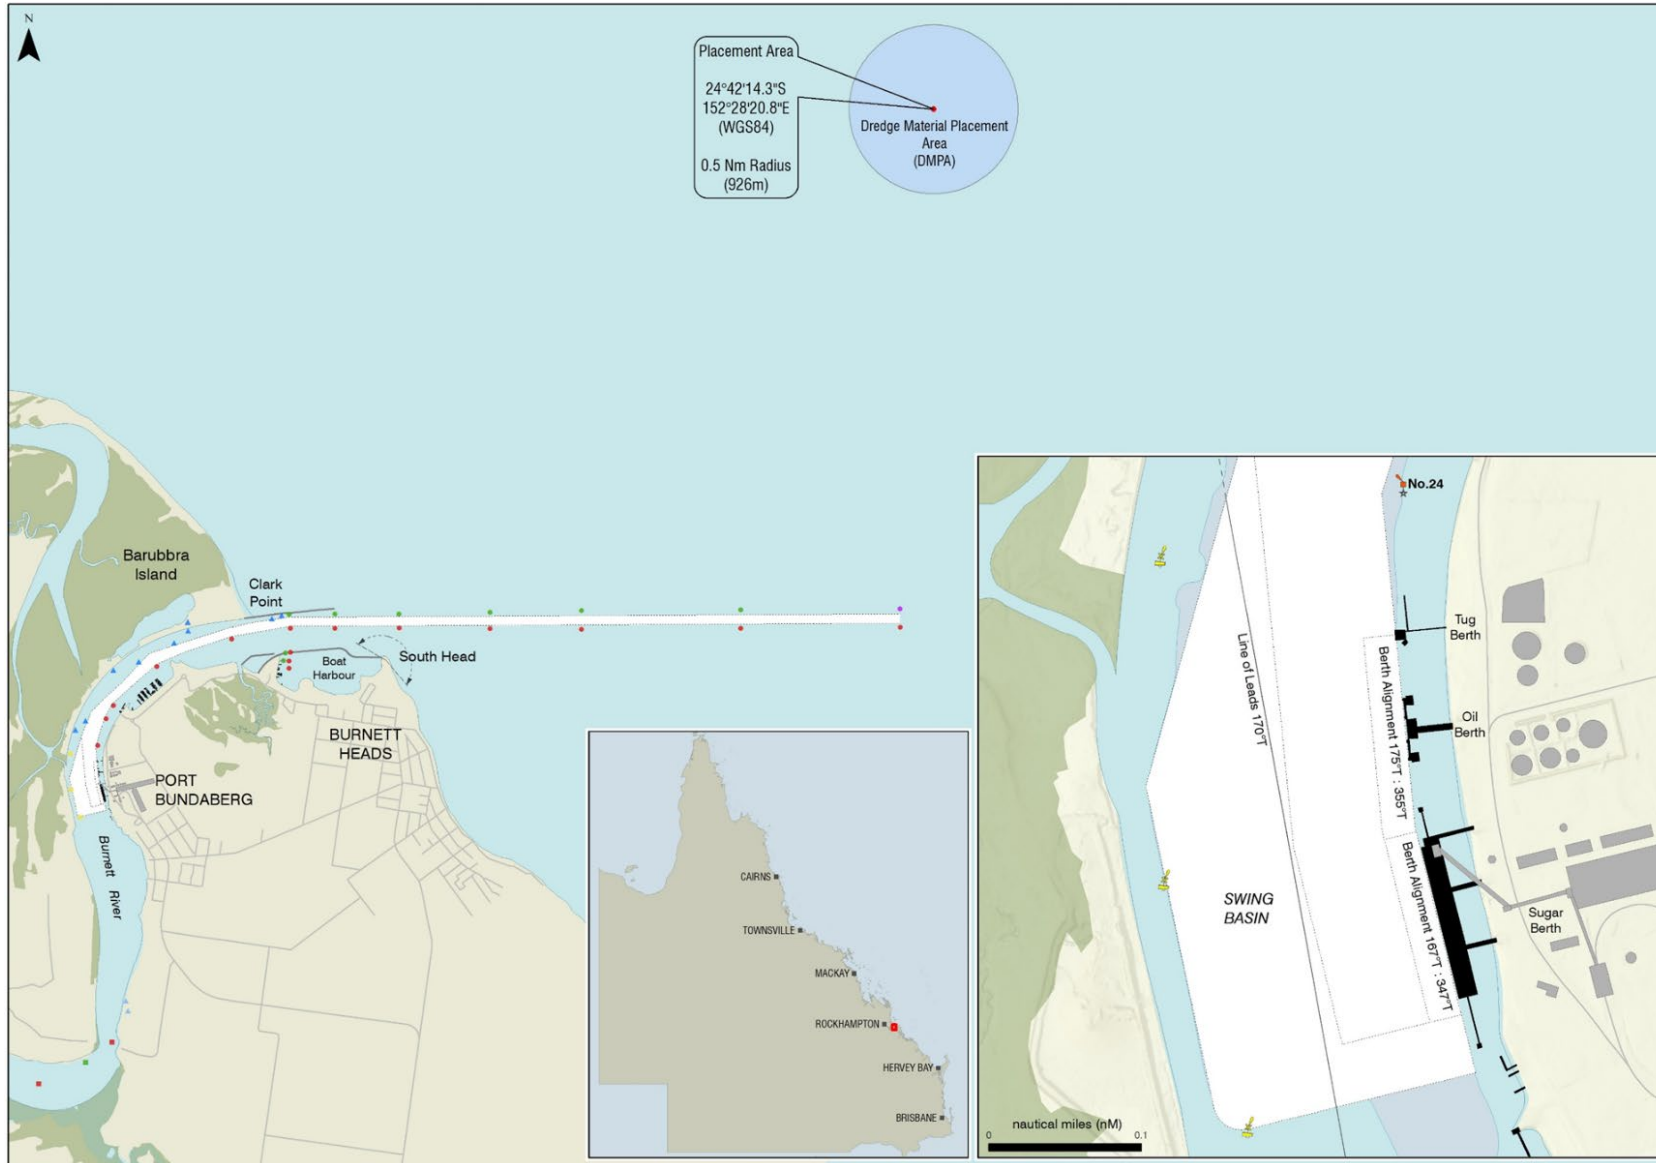 N
Placement Area
24°42'14.3"S
152°28'20.8"E
(WGS84)
0.5 Nm Radius
(926m)
Dredge Material Placement
Area
(DMPA)
Barubbra
Island
Clark
Point
South Head
Boat
Harbour
BURNETT
HEADS
PORT
BUNDABERG
Burnett River
CAIRNS
TOWNSVILLE
MACKAY
ROCKHAMPTON
HERVEY BAY
BRISBANE
No.24
Tug
Berth
Line of Leads 170°T
Berth Alignment 175°T : 355°T
Oil
Berth
Berth Alignment 167°T : 347°T
SWING
BASIN
Sugar
Berth
nautical miles (nM)
0 0.1